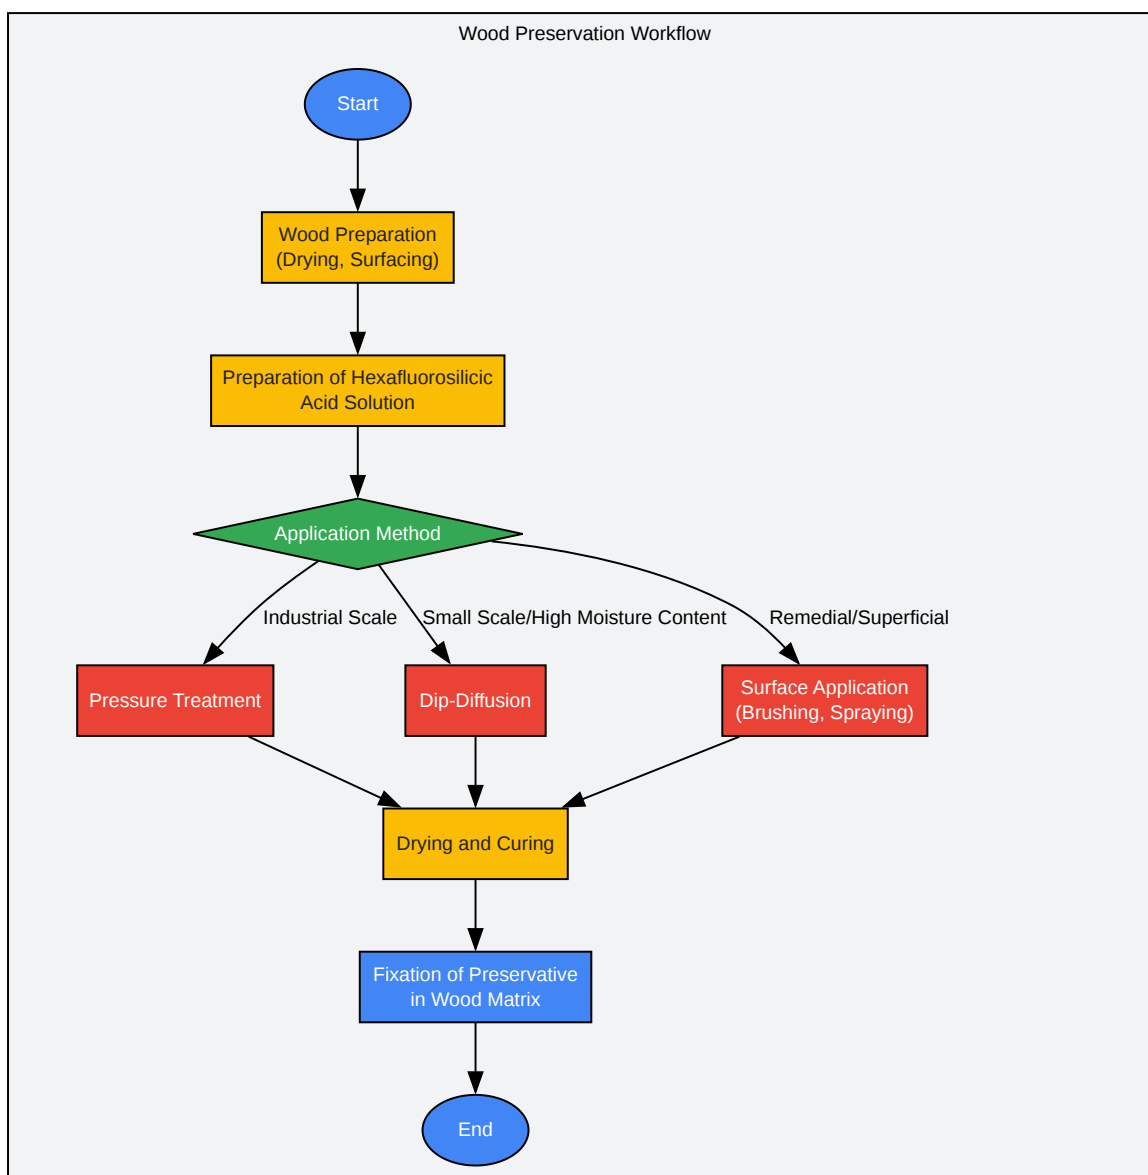 Wood Preservation Workflow
Start
Wood Preparation
(Drying, Surfacing)
Preparation of Hexafluorosilicic
Acid Solution
Application Method
Industrial Scale
Small Scale/High Moisture Content
Remedial/Superficial
Pressure Treatment
Dip-Diffusion
Surface Application
(Brushing, Spraying)
Drying and Curing
Fixation of Preservative
in Wood Matrix
End